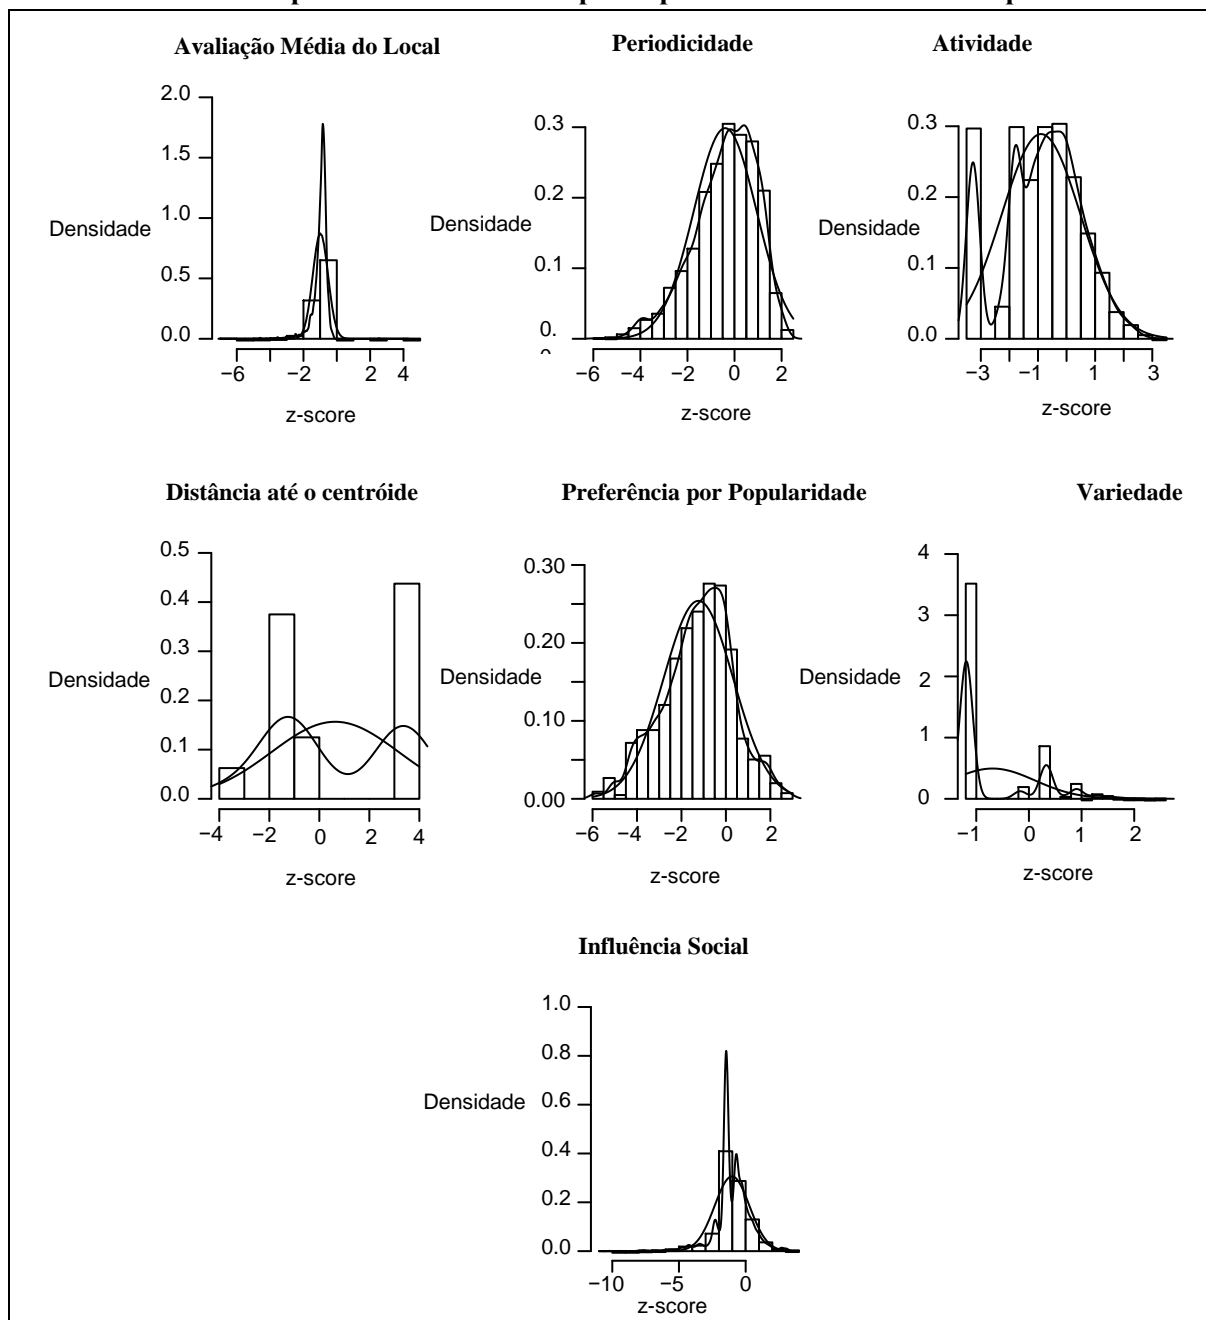 Avaliação Média do Local
Periodicidade
Atividade
2.0
1.5
1.0
0.5
0.0
Densidade
−6 −2 2 4
z-score
0.3
0.2
0.1
0.
Densidade
−6 −4 −2 0 2
z-score
0.3
0.2
0.1
0.0
Densidade
−3 −1 1 3
z-score
Distância até o centróide
Preferência por Popularidade
Variedade
0.5
0.4
0.3
0.2
0.1
0.0
Densidade
−4 −2 0 2 4
z-score
0.30
0.20
0.10
0.00
Densidade
−6 −4 −2 0 2
z-score
4
3
2
1
0
Densidade
−1 0 1 2
z-score
Influência Social
1.0
0.8
0.6
0.4
0.2
0.0
Densidade
−10 −5 0
z-score